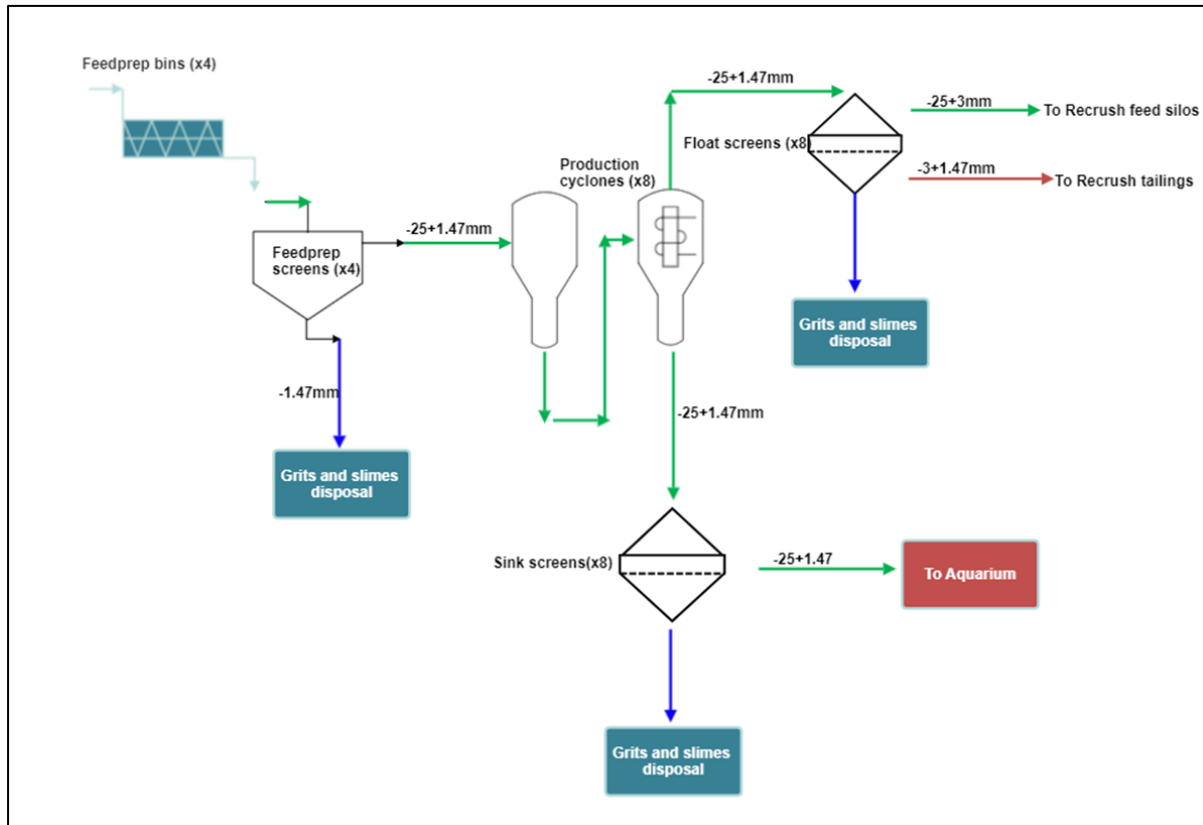 Feedprep bins (x4)
-25+1.47mm
-25+3mm
To Recrush feed silos
Float screens (x8)
Production
cyclones (x8)
-3+1.47mm
To Recrush tailings
-25+1.47mm
Feedprep
screens (x4)
Grits and slimes
disposal
-1.47mm
-25+1.47mm
Grits and slimes
disposal
Sink screens(x8)
-25+1.47
To Aquarium
Grits and slimes
disposal